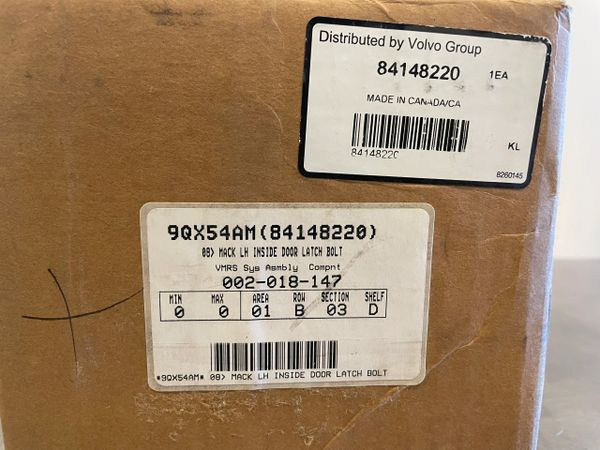 Distributed by Volvo Group
84148220 1EA
MADE IN CANADA/CA
84148220 KL
8260145
9QX54AM(84148220)
08> MACK LH INSIDE DOOR LATCH BOLT
VMRS Sys Asmbly Compnt
002-018-147
MIN MAX AREA ROW SECTION SHELF
0 0 01 B 03 D
*9QX54AM* 08> MACK LH INSIDE DOOR LATCH BOLT